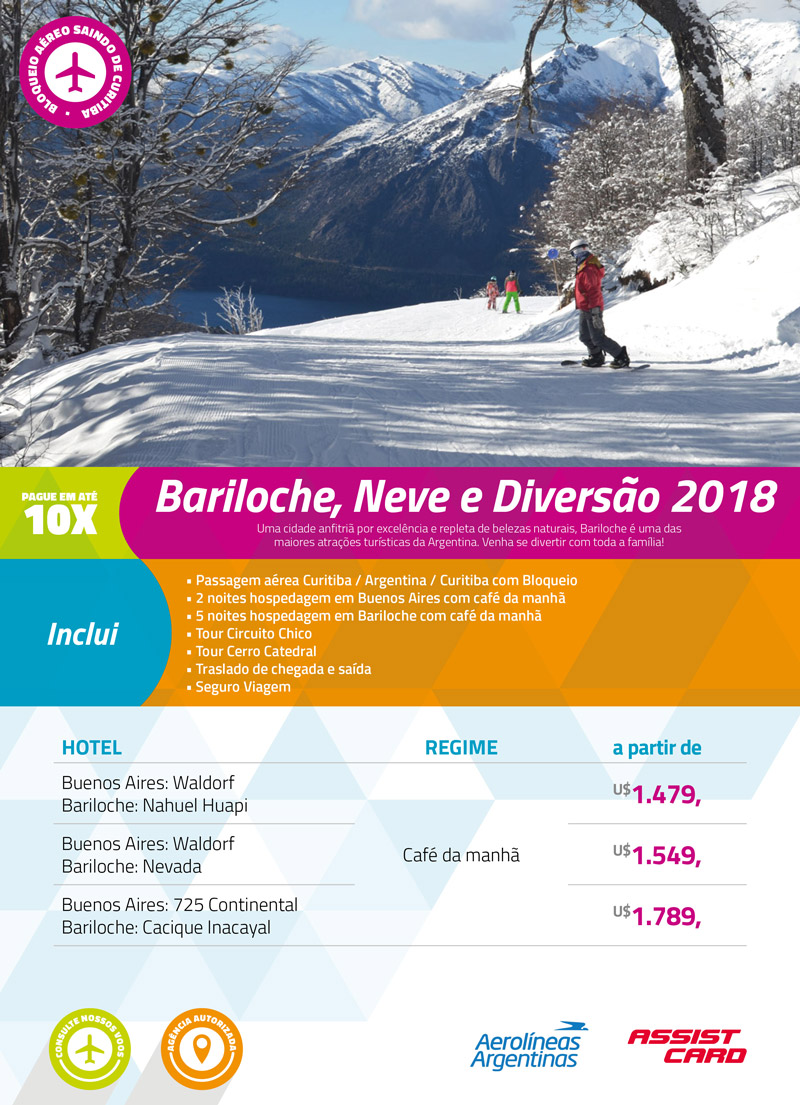 BLOQUEIO AÉREO SAINDO DE CURITIBA
PAGUE EM ATÉ
10X
Bariloche, Neve e Diversão 2018
Uma cidade anfitriã por excelência e repleta de belezas naturais, Bariloche é uma das
maiores atrações turísticas da Argentina. Venha se divertir com toda a família!
Inclui
• Passagem aérea Curitiba / Argentina / Curitiba com Bloqueio
• 2 noites hospedagem em Buenos Aires com café da manhã
• 5 noites hospedagem em Bariloche com café da manhã
• Tour Circuito Chico
• Tour Cerro Catedral
• Traslado de chegada e saída
• Seguro Viagem
HOTEL REGIME a partir de
Buenos Aires: Waldorf
Bariloche: Nahuel Huapi
U$1.479,
Buenos Aires: Waldorf
Bariloche: Nevada
Café da manhã
U$1.549,
Buenos Aires: 725 Continental
Bariloche: Cacique Inacayal
U$1.789,
CONSULTE NOSSOS VOOS
AGÊNCIA AUTORIZADA
Aerolíneas
Argentinas
ASSIST
CARD